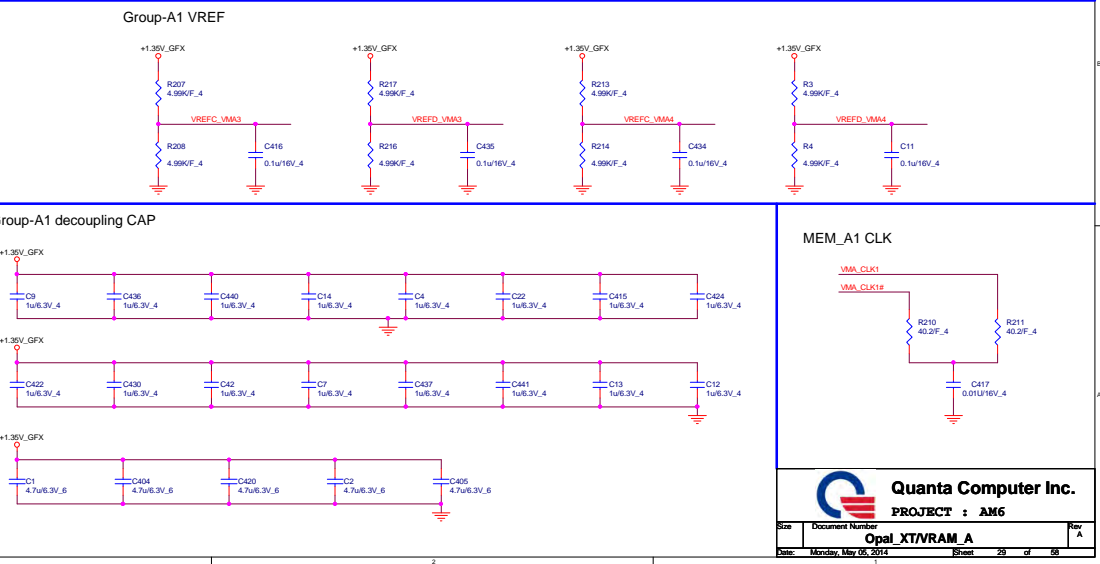 Group-A1 VREF
+1.35V_GFX +1.35V_GFX +1.35V_GFX +1.35V_GFX
R207 R217 R213 R3
4.99K/F_4 4.99K/F_4 4.99K/F_4 4.99K/F_4
VREFC_VMA3 VREFD_VMA3 VREFC_VMA4 VREFD_VMA4
R208 C416 R216 C435 R214 C434 R4 C11
4.99K/F_4 0.1u/16V_4 4.99K/F_4 0.1u/16V_4 4.99K/F_4 0.1u/16V_4 4.99K/F_4 0.1u/16V_4
roup-A1 decoupling CAP
+1.35V_GFX
C9 C436 C440 C14 C4 C22 C415 C424
1u/6.3V_4 1u/6.3V_4 1u/6.3V_4 1u/6.3V_4 1u/6.3V_4 1u/6.3V_4 1u/6.3V_4 1u/6.3V_4
+1.35V_GFX
C422 C430 C42 C7 C437 C441 C13 C12
1u/6.3V_4 1u/6.3V_4 1u/6.3V_4 1u/6.3V_4 1u/6.3V_4 1u/6.3V_4 1u/6.3V_4 1u/6.3V_4
+1.35V_GFX
C1 C404 C420 C2 C405
4.7u/6.3V_6 4.7u/6.3V_6 4.7u/6.3V_6 4.7u/6.3V_6 4.7u/6.3V_6
MEM_A1 CLK
VMA_CLK1
VMA_CLK1#
R210 R211
40.2/F_4 40.2/F_4
C417
0.01U/16V_4
Quanta Computer Inc.
PROJECT : AM6
Size Document Number Rev
Opal_XT/VRAM_A A
Date: Monday, May 05, 2014 Sheet 29 of 58
2 1
B
A